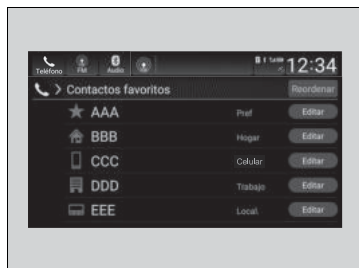 12:34
Teléfono FM Audio
Contactos favoritos Reordenar
AAA Pref Editar
BBB Hogar Editar
CCC Celular Editar
DDD Trabajo Editar
EEE Local. Editar